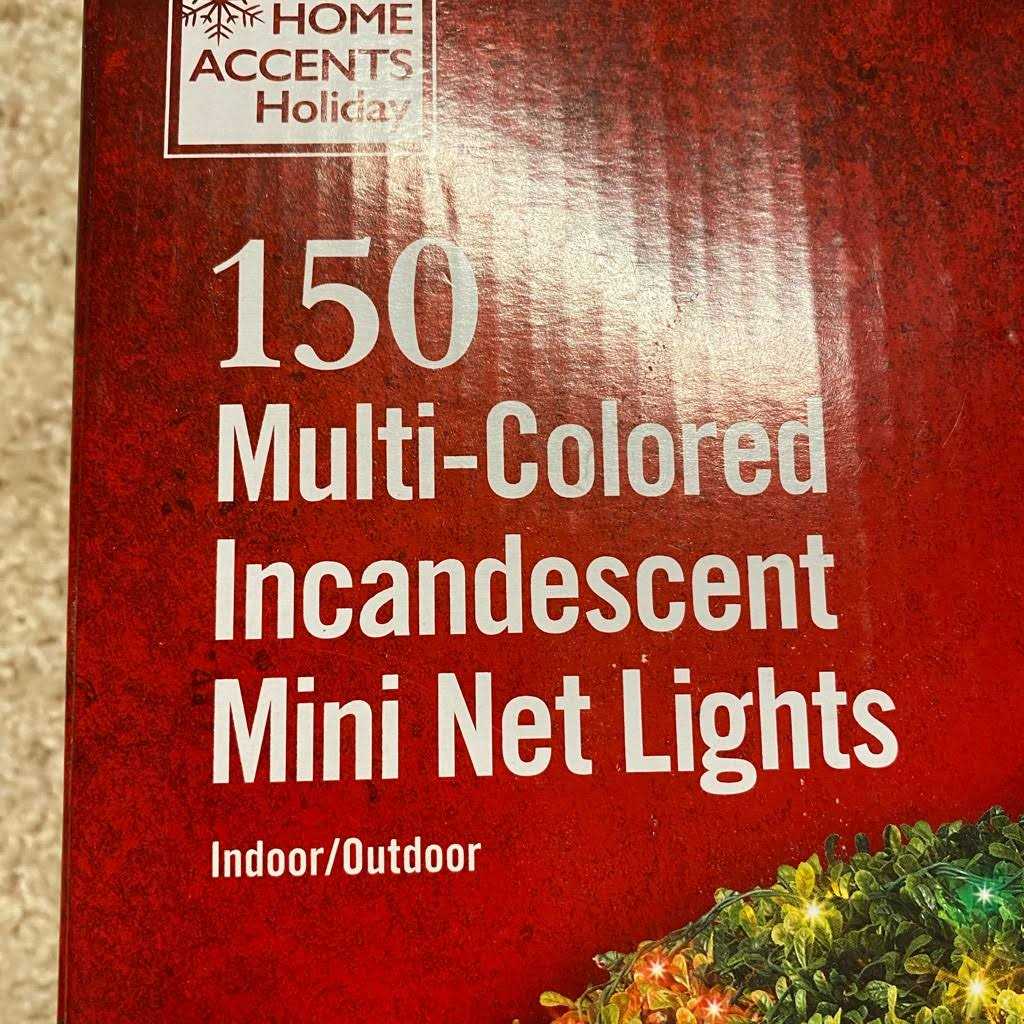 HOME
ACCENTS
Holiday
150
Multi-Colored
Incandescent
Mini Net Lights
Indoor/Outdoor